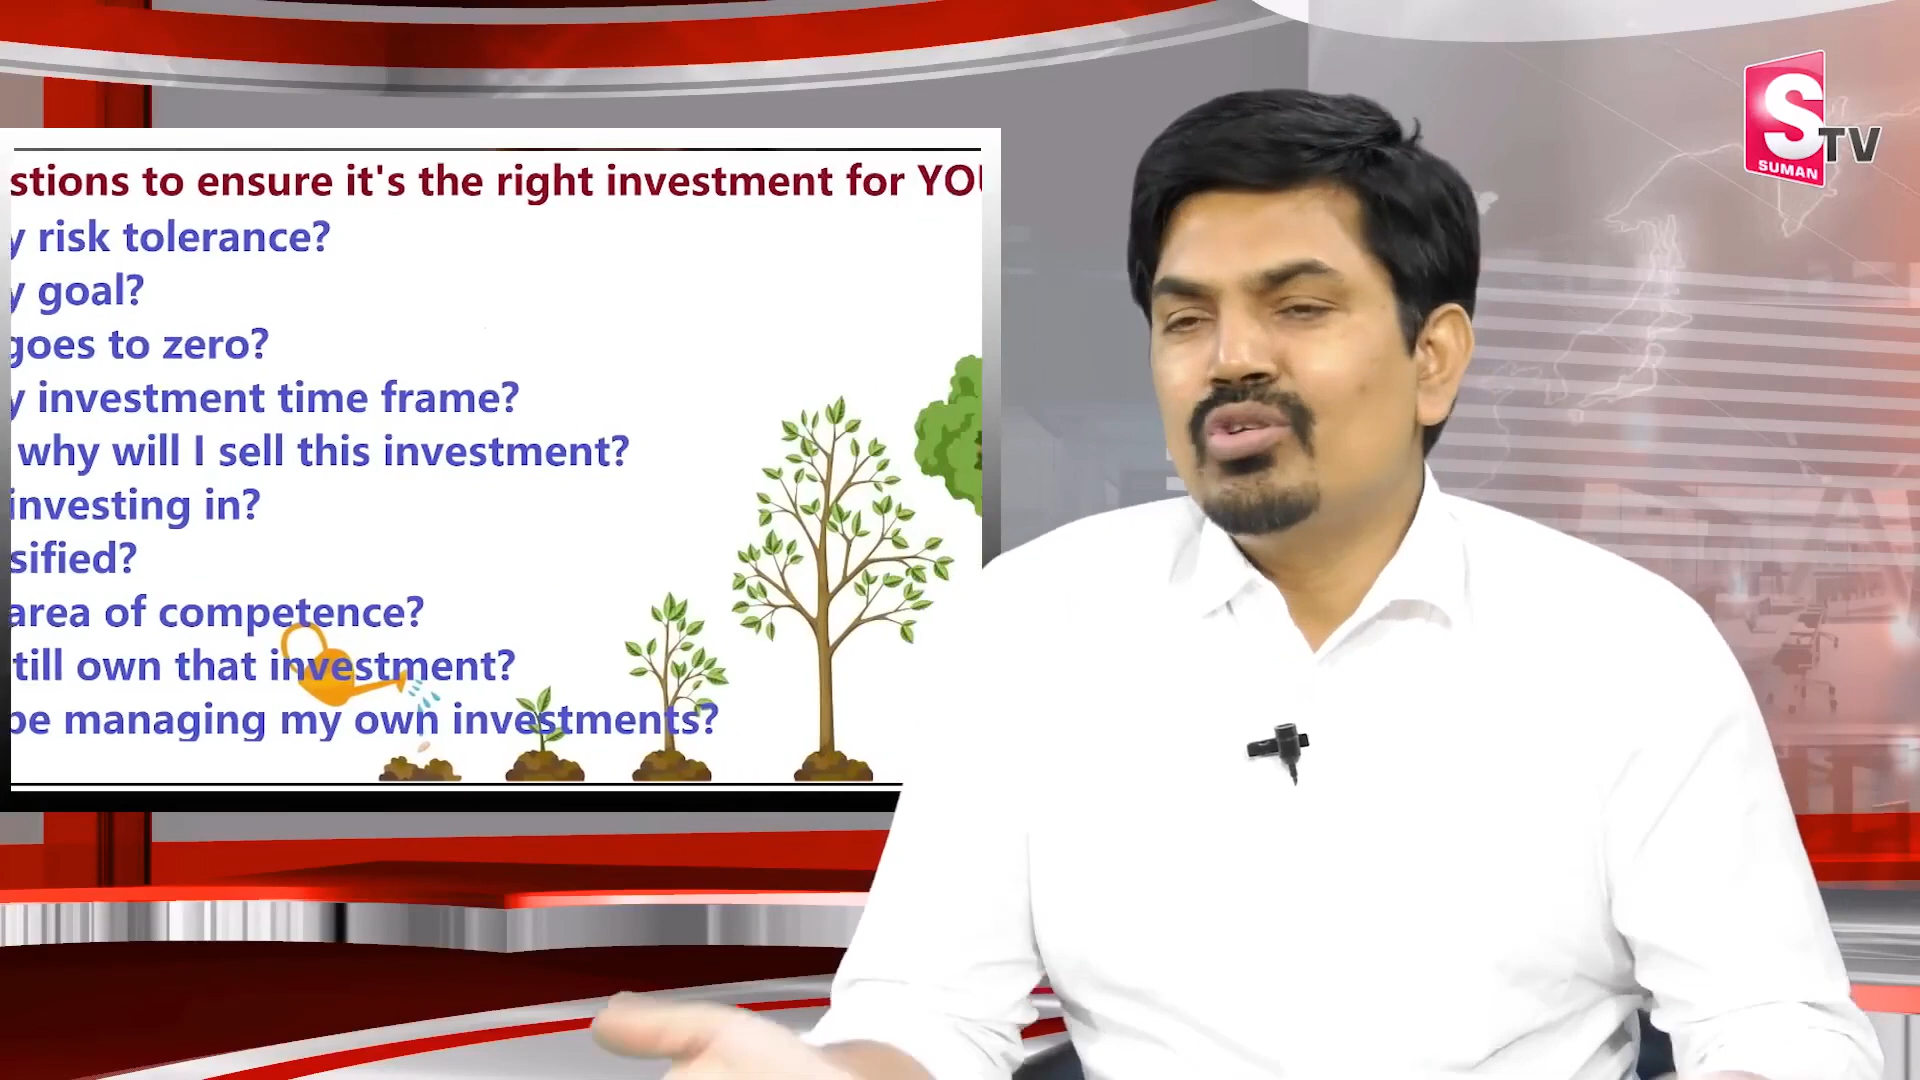 stions to ensure it's the right investment for YOU
y risk tolerance?
y goal?
goes to zero?
y investment time frame?
why will I sell this investment?
investing in?
sified?
area of competence?
till own that investment?
be managing my own investments?
S TV
SUMAN